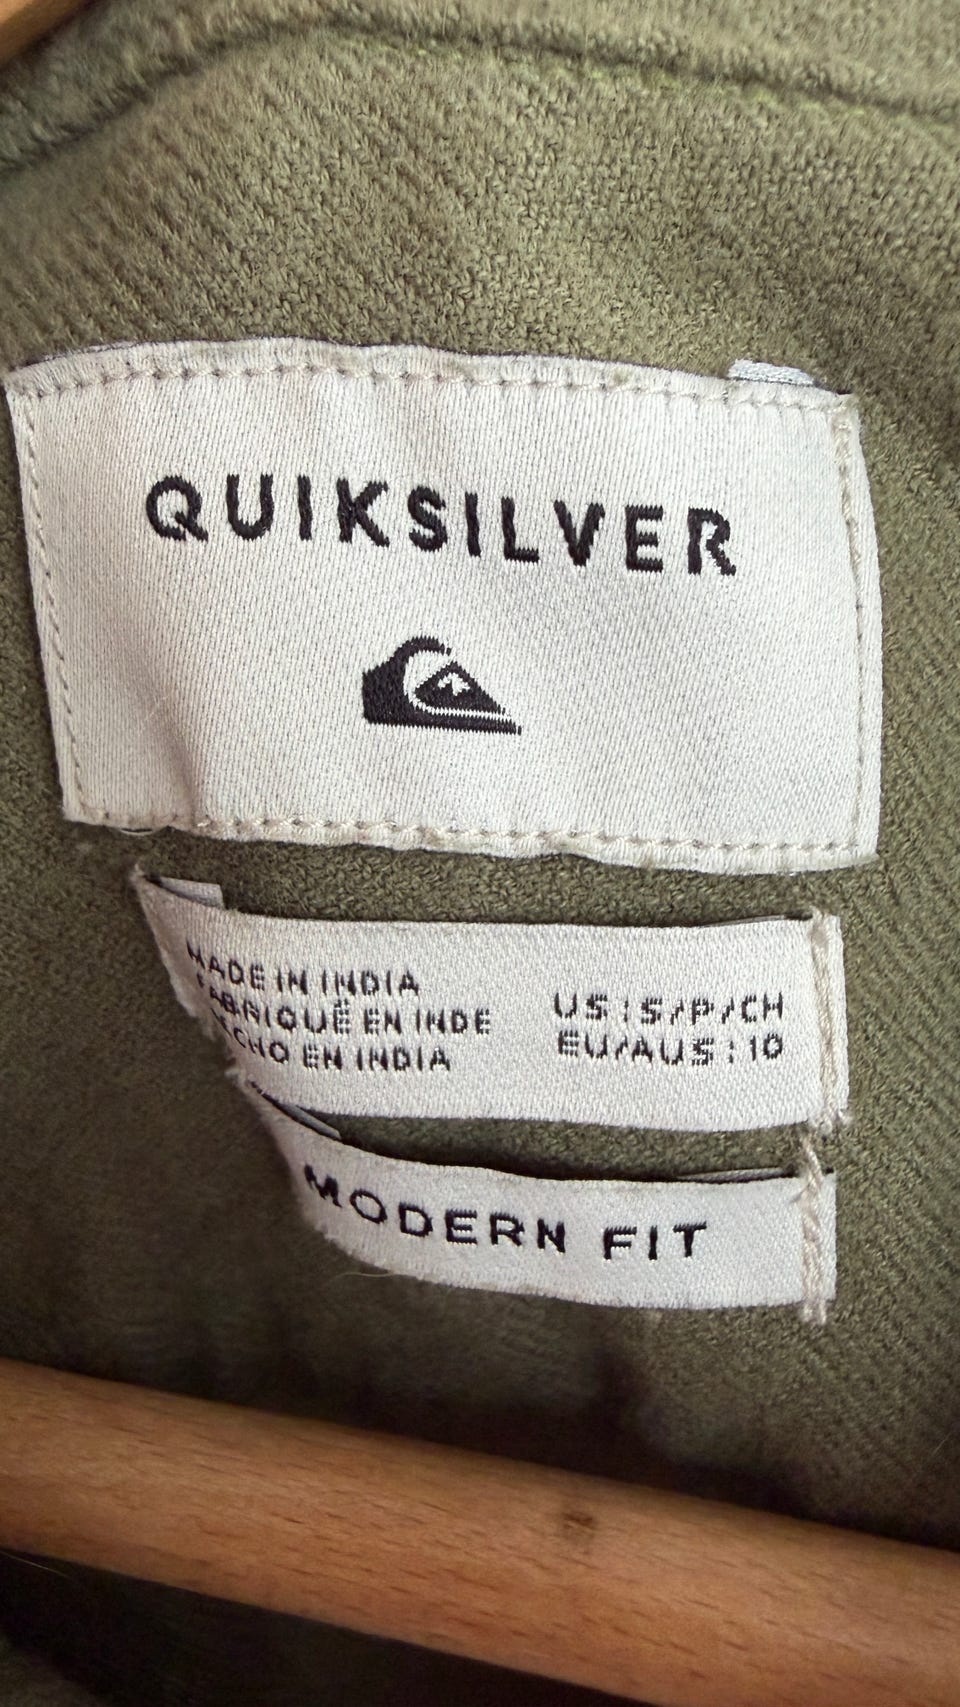 QUIKSILVER
MADE IN INDIA
FABRIQUÉ EN INDE
HECHO EN INDIA
US : S/P/CH
EU/AUS : 10
MODERN FIT